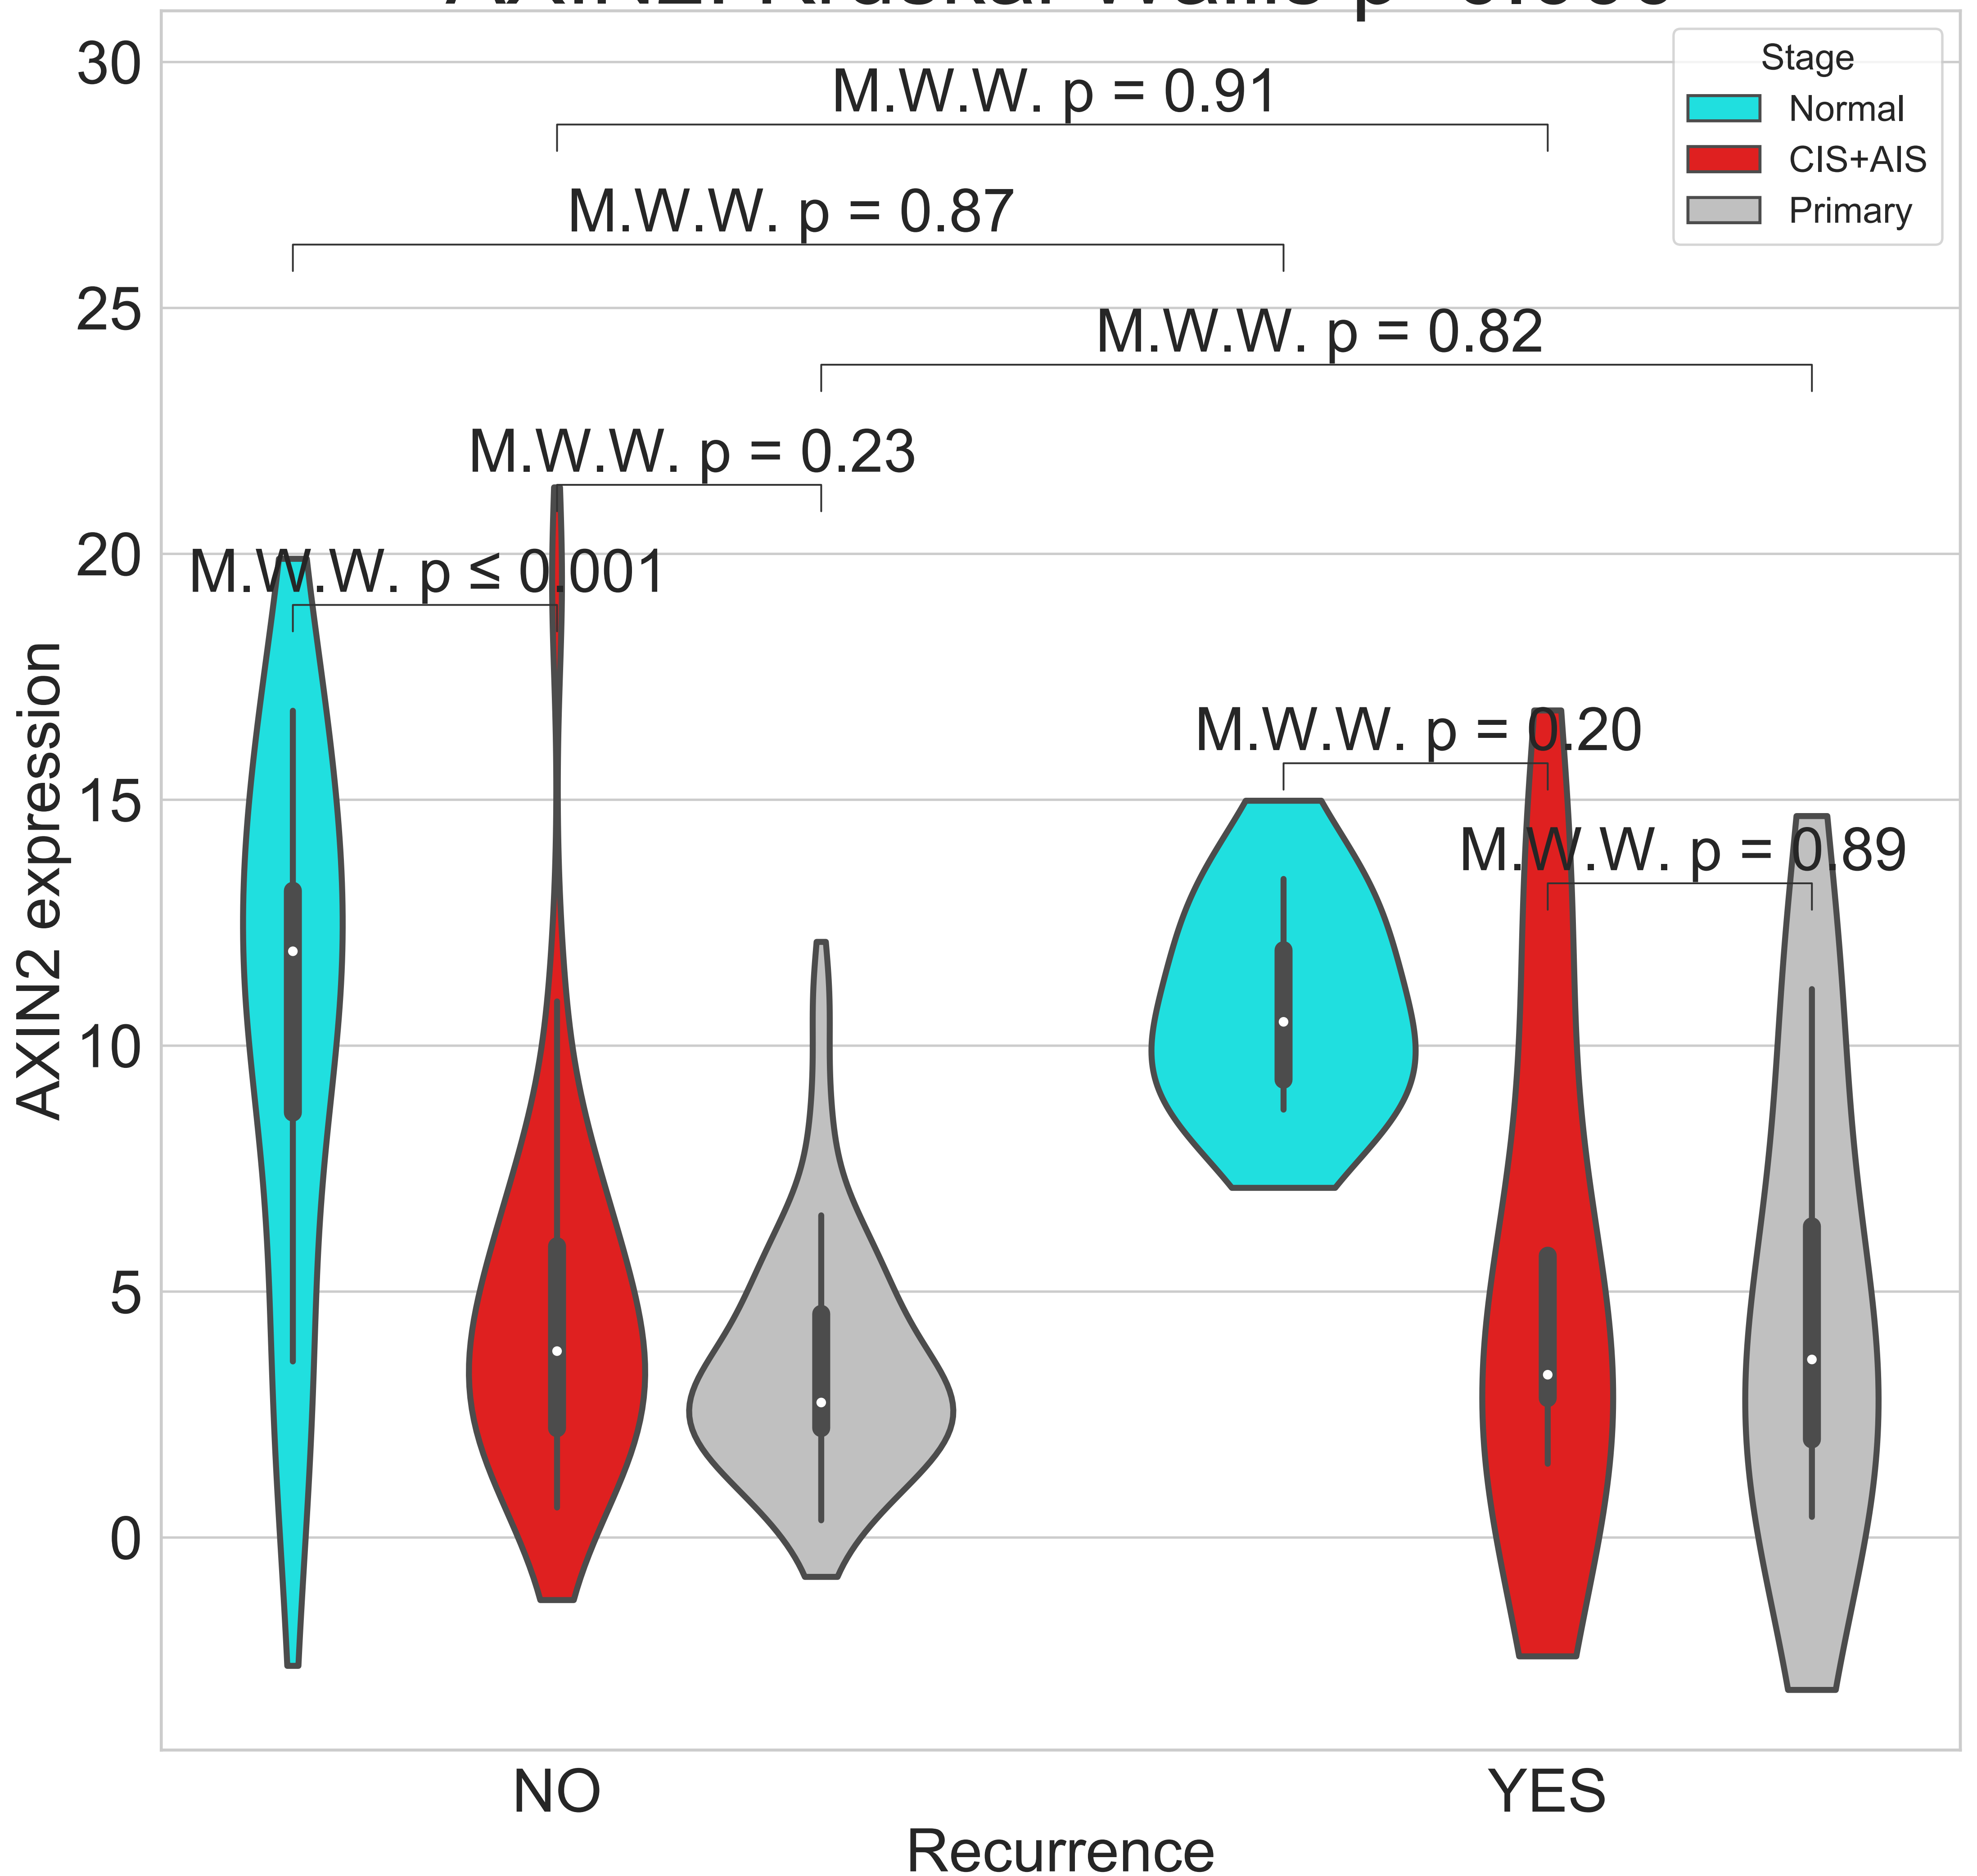 30
Stage
Normal
CIS+AIS
Primary
M.W.W. p = 0.91
M.W.W. p = 0.87
25
M.W.W. p = 0.82
M.W.W. p = 0.23
20
M.W.W. p ≤ 0.001
AXIN2 expression
M.W.W. p = 0.20
15
M.W.W. p = 0.89
10
5
0
NO
YES
Recurrence